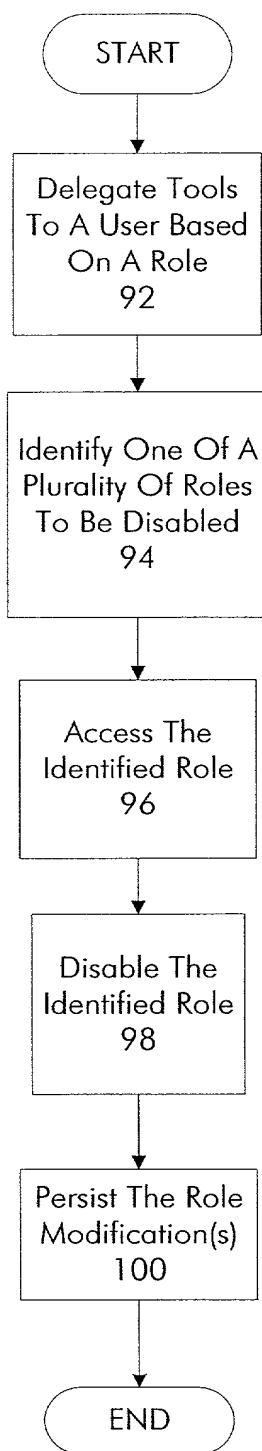 START
Delegate Tools
To A User Based
On A Role
92
Identify One Of A
Plurality Of Roles
To Be Disabled
94
Access The
Identified Role
96
Disable The
Identified Role
98
Persist The Role
Modification(s)
100
END